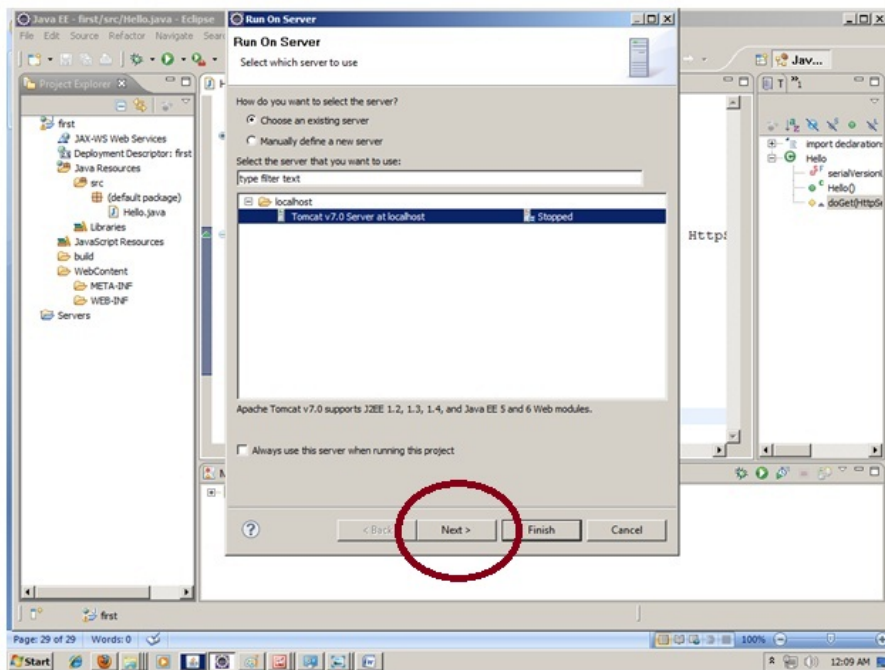 Java EE - first/src/Hello.java - Eclipse
File Edit Source Refactor Navigate
Project Explorer
first
JAX-WS Web Services
Deployment Descriptor: first
Java Resources
src
(default package)
Hello.java
Libraries
JavaScript Resources
build
WebContent
META-INF
WEB-INF
Servers
Run On Server
Run On Server
Select which server to use
How do you want to select the server?
Choose an existing server
Manually define a new server
Select the server that you want to use:
type filter text
localhost
Tomcat v7.0 Server at localhost Stopped
Apache Tomcat v7.0 supports J2EE 1.2, 1.3, 1.4, and Java EE 5 and 6 Web modules.
Always use this server when running this project
< Back Next > Finish Cancel
Jav...
import declarations
Hello
Hello()
doGet(HttpSe
HttpS
first
Page: 29 of 29 Words: 0 100%
Start 12:09 AM